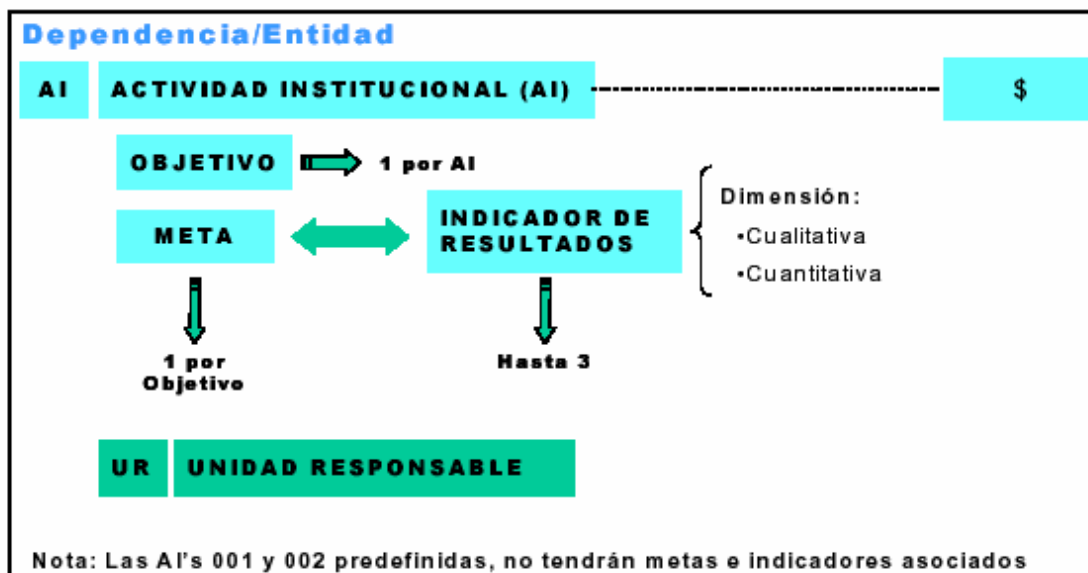 Dependencia/Entidad
AI ACTIVIDAD INSTITUCIONAL (AI) $
OBJETIVO 1 por AI
META
INDICADOR DE
RESULTADOS
Dimensión:
•Cualitativa
•Cuantitativa
1 por
Objetivo
Hasta 3
UR UNIDAD RESPONSABLE
Nota: Las AI's 001 y 002 predefinidas, no tendrán metas e indicadores asociados